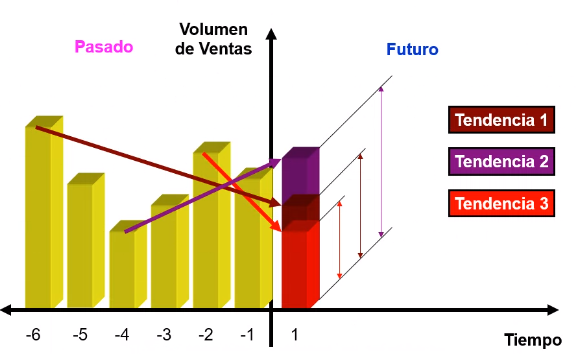 Volumen
de Ventas
Pasado
Futuro
Tendencia 1
Tendencia 2
Tendencia 3
-6 -5 -4 -3 -2 -1 1
Tiempo